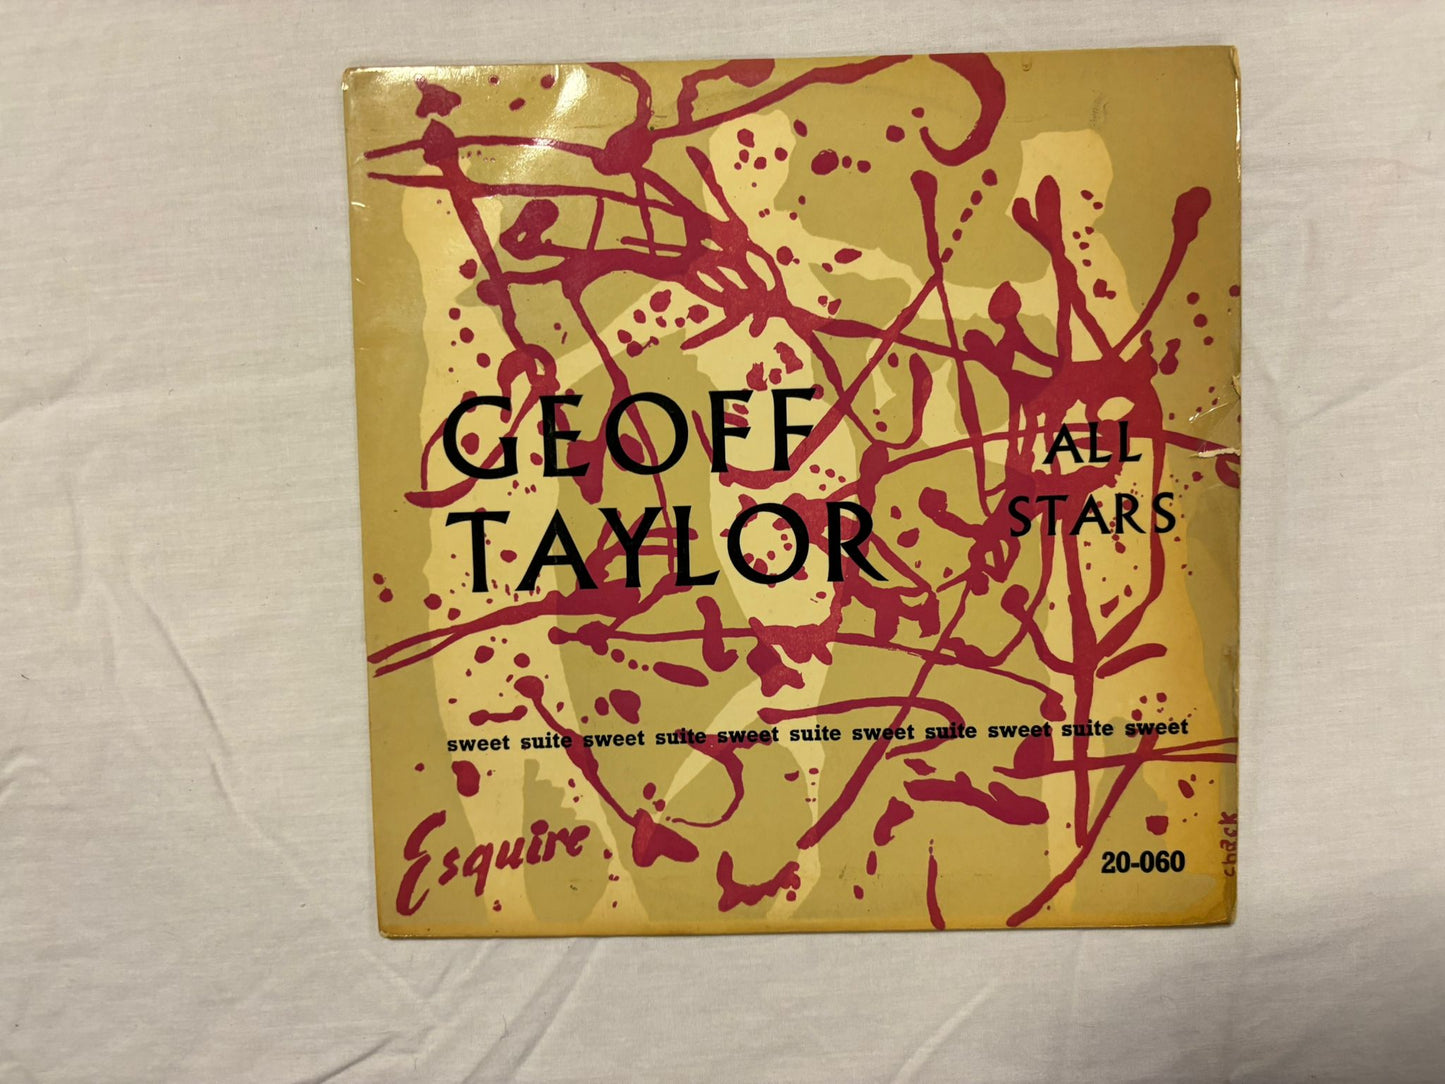 GEOFF
TAYLOR
ALL
STARS
sweet suite sweet suite sweet suite sweet suite sweet suite sweet
Esquire
20-060
chack